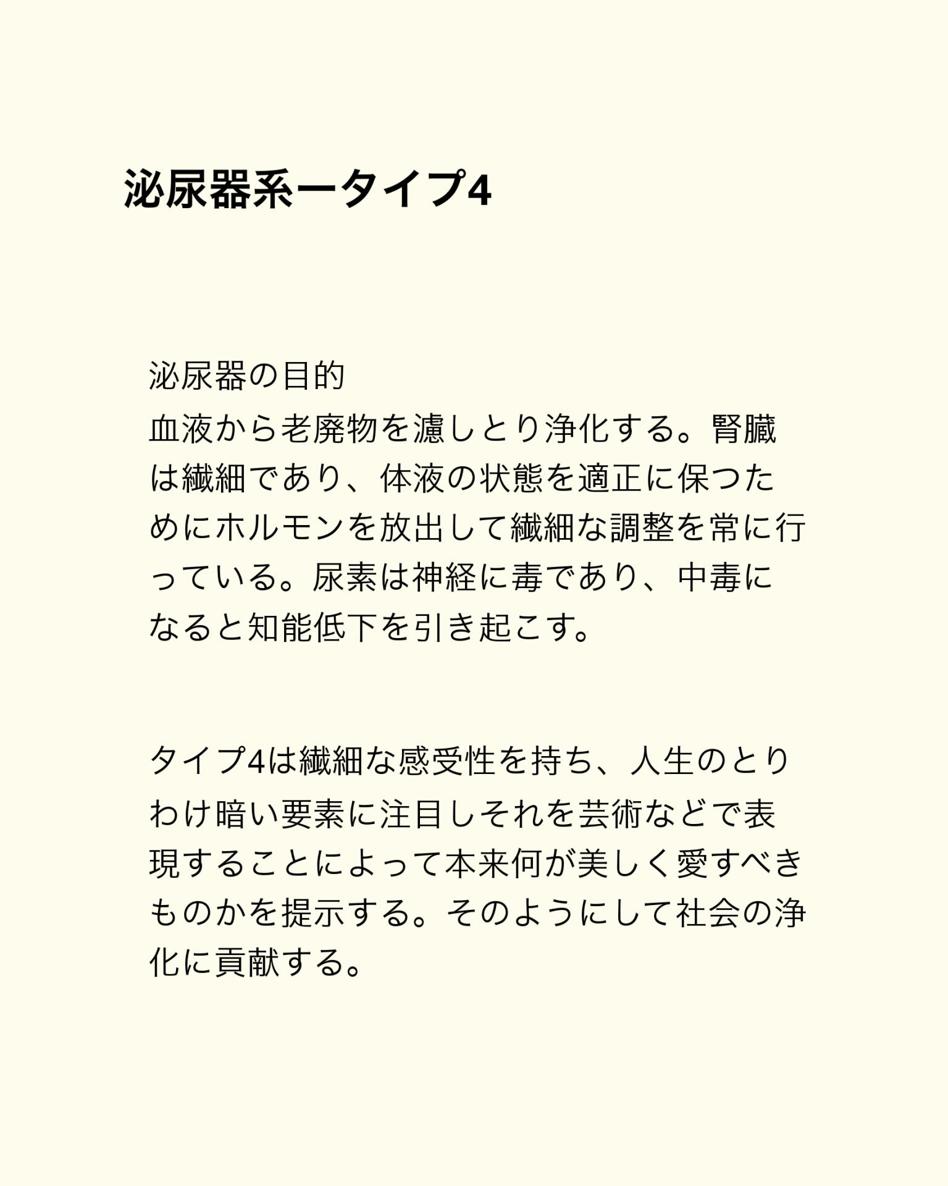 泌尿器系ータイプ4
泌尿器の目的
血液から老廃物を濾しとり浄化する。腎臓
は繊細であり、体液の状態を適正に保つた
めにホルモンを放出して繊細な調整を常に行
っている。尿素は神経に毒であり、中毒に
なると知能低下を引き起こす。
タイプ4は繊細な感受性を持ち、人生のとり
わけ暗い要素に注目しそれを芸術などで表
現することによって本来何が美しく愛すべき
ものかを提示する。そのようにして社会の浄
化に貢献する。